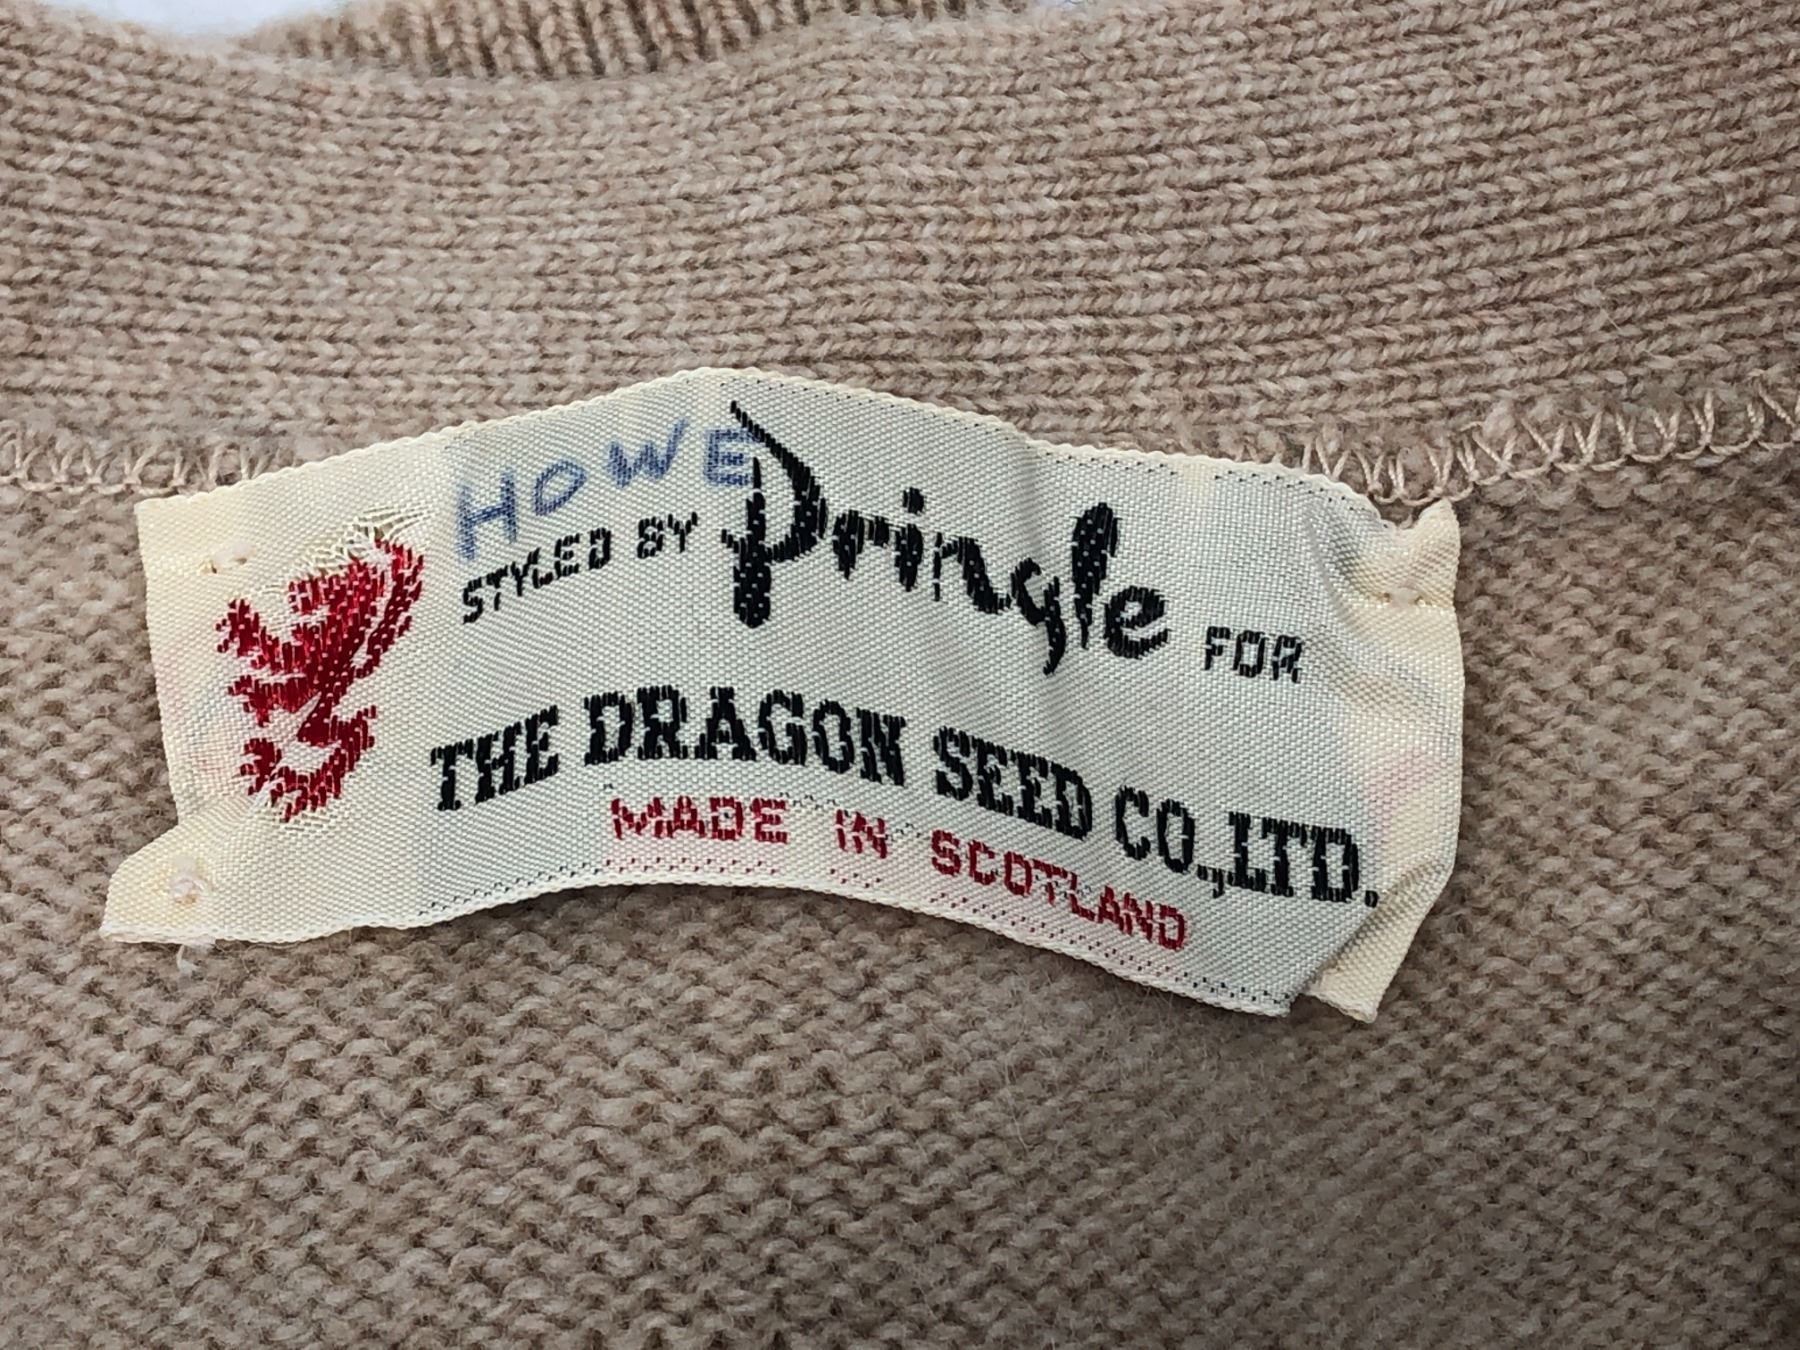 HOWE
STYLED BY Pringle FOR
THE DRAGON SEED CO.,LTD.
MADE IN SCOTLAND